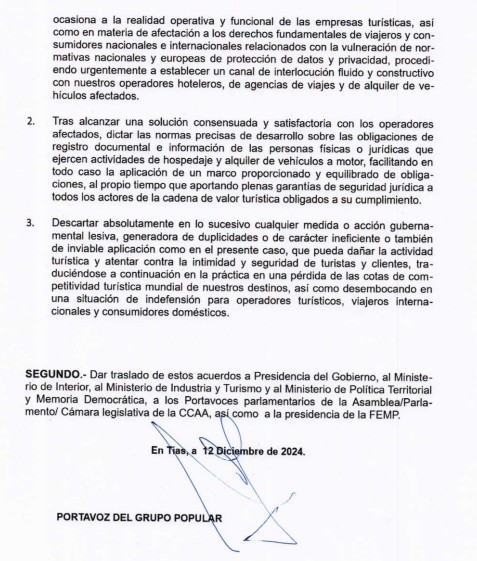 ocasiona a la realidad operativa y funcional de las empresas turísticas, así
como en materia de afectación a los derechos fundamentales de viajeros y con-
sumidores nacionales e internacionales relacionados con la vulneración de nor-
mativas nacionales y europeas de protección de datos y privacidad, procedi-
endo urgentemente a establecer un canal de interlocución fluido y constructivo
con nuestros operadores hoteleros, de agencias de viajes y de alquiler de ve-
hículos afectados.
2. Tras alcanzar una solución consensuada y satisfactoria con los operadores
afectados, dictar las normas precisas de desarrollo sobre las obligaciones de
registro documental e información de las personas físicas o jurídicas que
ejercen actividades de hospedaje y alquiler de vehículos a motor, facilitando en
todo caso la aplicación de un marco proporcionado y equilibrado de obliga-
ciones, al propio tiempo que aportando plenas garantías de seguridad jurídica a
todos los actores de la cadena de valor turística obligados a su cumplimiento.
3. Descartar absolutamente en lo sucesivo cualquier medida o acción guberna-
mental lesiva, generadora de duplicidades o de carácter ineficiente o también
de inviable aplicación como en el presente caso, que pueda dañar la actividad
turística y atentar contra la intimidad y seguridad de turistas y clientes, tra-
duciéndose a continuación en la práctica en una pérdida de las cotas de com-
petitividad turística mundial de nuestros destinos, así como desembocando en
una situación de indefensión para operadores turísticos, viajeros interna-
cionales y consumidores domésticos.
SEGUNDO.- Dar traslado de estos acuerdos a Presidencia del Gobierno, al Ministe-
rio de Interior, al Ministerio de Industria y Turismo y al Ministerio de Política Territorial
y Memoria Democrática, a los Portavoces parlamentarios de la Asamblea/Parla-
mento/ Cámara legislativa de la CCAA, así como a la presidencia de la FEMP.
En Tias, a 12 Diciembre de 2024.
PORTAVOZ DEL GRUPO POPULAR